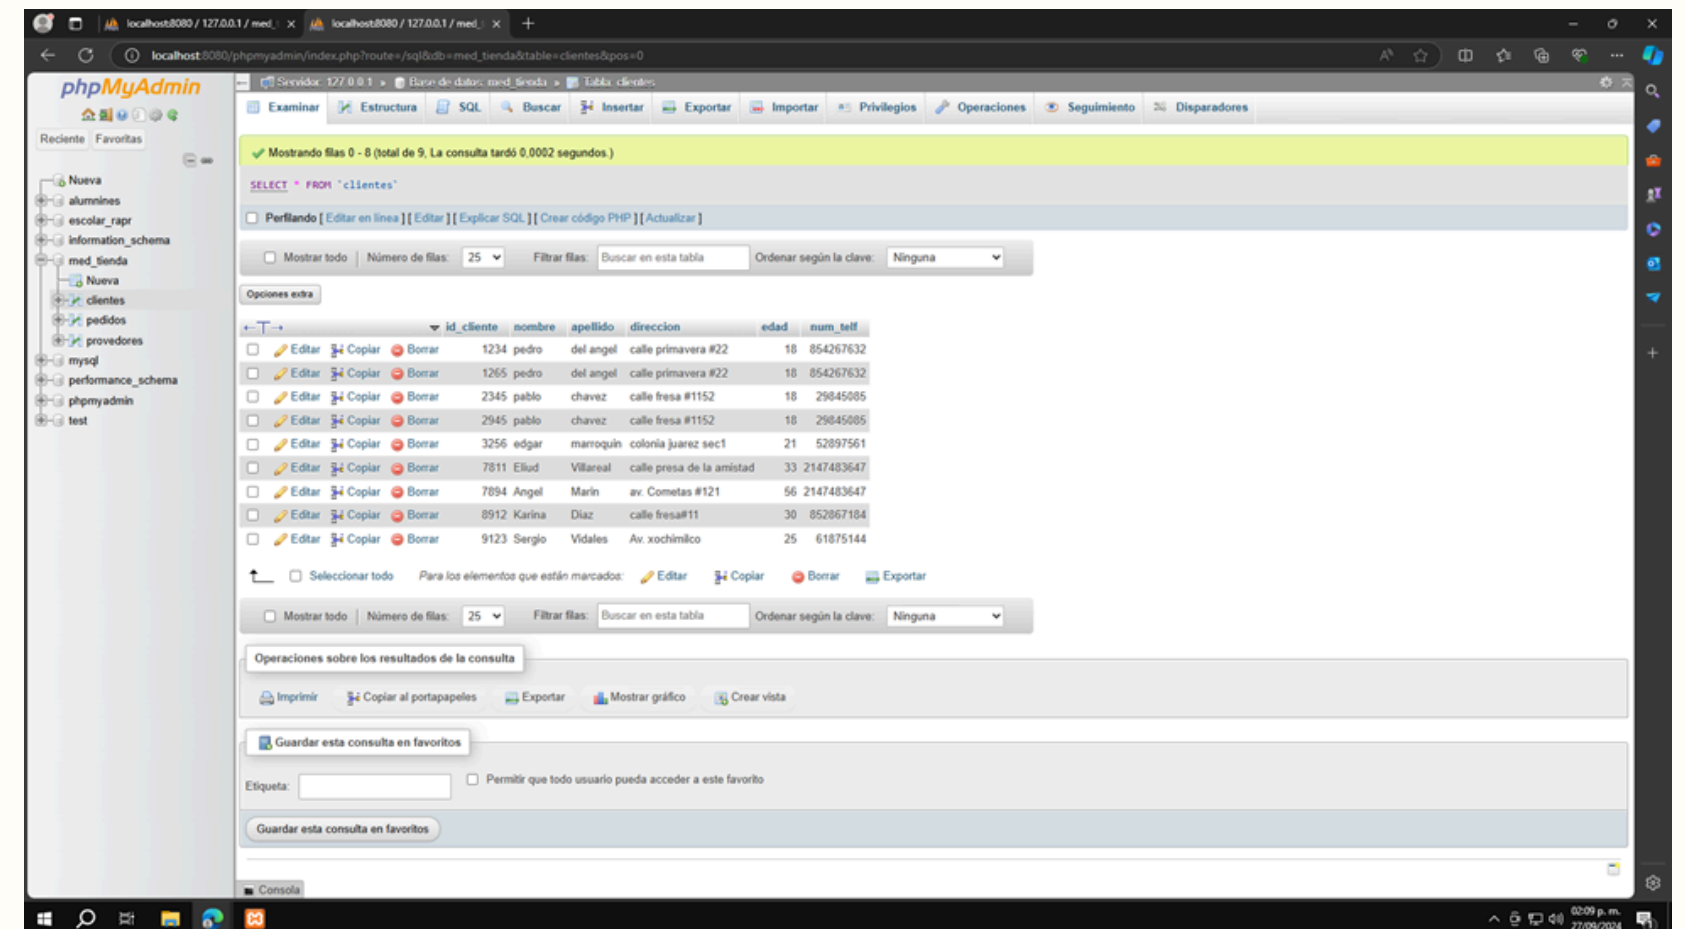 localhost:8080 / 127.0.0.1 / med_t
localhost:8080 / 127.0.0.1 / med_t
localhost:8080/phpmyadmin/index.php?route=/sql&db=med_tienda&table=clientes&pos=0
phpMyAdmin
Reciente Favoritas
Nueva
alumnines
escolar_rapr
information_schema
med_tienda
Nueva
clientes
pedidos
provedores
mysql
performance_schema
phpmyadmin
test
Servidor: 127.0.0.1 » Base de datos: med_tienda » Tabla: clientes
Examinar Estructura SQL Buscar Insertar Exportar Importar Privilegios Operaciones Seguimiento Disparadores
Mostrando filas 0 - 8 (total de 9, La consulta tardó 0,0002 segundos.)
SELECT * FROM `clientes`
Perfilando [ Editar en línea ] [ Editar ] [ Explicar SQL ] [ Crear código PHP ] [ Actualizar ]
Mostrar todo | Número de filas: 25 Filtrar filas: Buscar en esta tabla Ordenar según la clave: Ninguna
Opciones extra
id_cliente nombre apellido direccion edad num_telf
Editar Copiar Borrar 1234 pedro del angel calle primavera #22 18 854267632
Editar Copiar Borrar 1265 pedro del angel calle primavera #22 18 854267632
Editar Copiar Borrar 2345 pablo chavez calle fresa #1152 18 29845085
Editar Copiar Borrar 2945 pablo chavez calle fresa #1152 18 29845085
Editar Copiar Borrar 3256 edgar marroquin colonia juarez sec1 21 52897561
Editar Copiar Borrar 7811 Eliud Villareal calle presa de la amistad 33 2147483647
Editar Copiar Borrar 7894 Angel Marin av. Cometas #121 56 2147483647
Editar Copiar Borrar 8912 Karina Diaz calle fresa#11 30 852867184
Editar Copiar Borrar 9123 Sergio Vidales Av. xochimilco 25 61875144
Seleccionar todo Para los elementos que están marcados: Editar Copiar Borrar Exportar
Mostrar todo | Número de filas: 25 Filtrar filas: Buscar en esta tabla Ordenar según la clave: Ninguna
Operaciones sobre los resultados de la consulta
Imprimir Copiar al portapapeles Exportar Mostrar gráfico Crear vista
Guardar esta consulta en favoritos
Etiqueta: Permitir que todo usuario pueda acceder a este favorito
Guardar esta consulta en favoritos
Consola
02:09 p. m.
27/09/2024